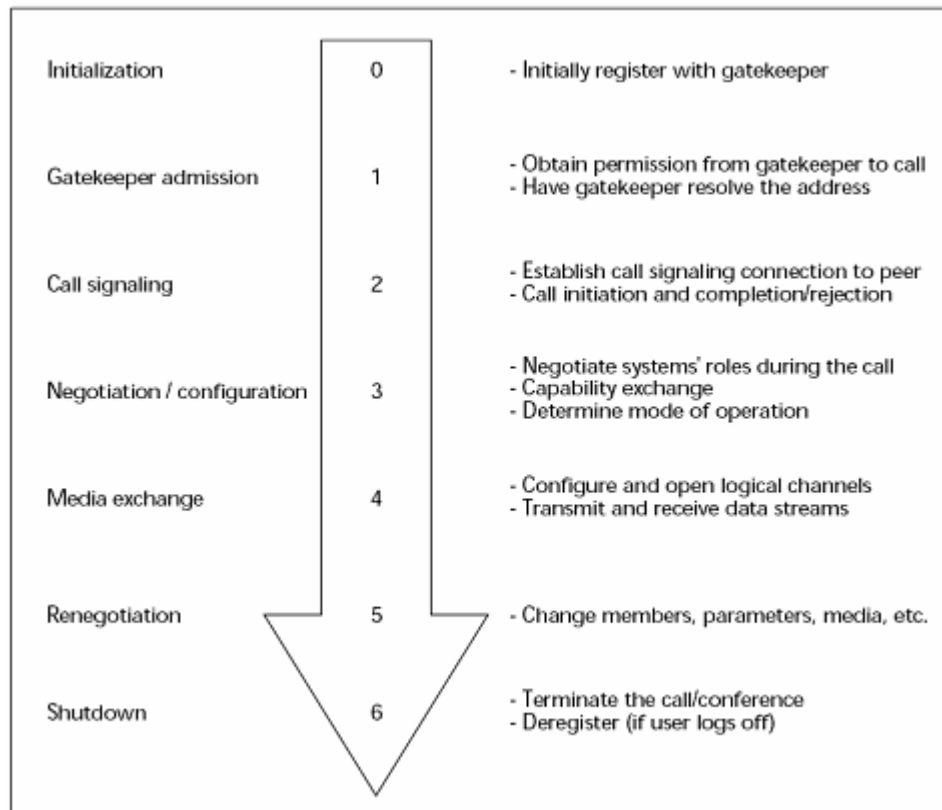 Initialization 0 - Initially register with gatekeeper
Gatekeeper admission 1 - Obtain permission from gatekeeper to call
- Have gatekeeper resolve the address
Call signaling 2 - Establish call signaling connection to peer
- Call initiation and completion/rejection
Negotiation / configuration 3 - Negotiate systems' roles during the call
- Capability exchange
- Determine mode of operation
Media exchange 4 - Configure and open logical channels
- Transmit and receive data streams
Renegotiation 5 - Change members, parameters, media, etc.
Shutdown 6 - Terminate the call/conference
- Deregister (if user logs off)